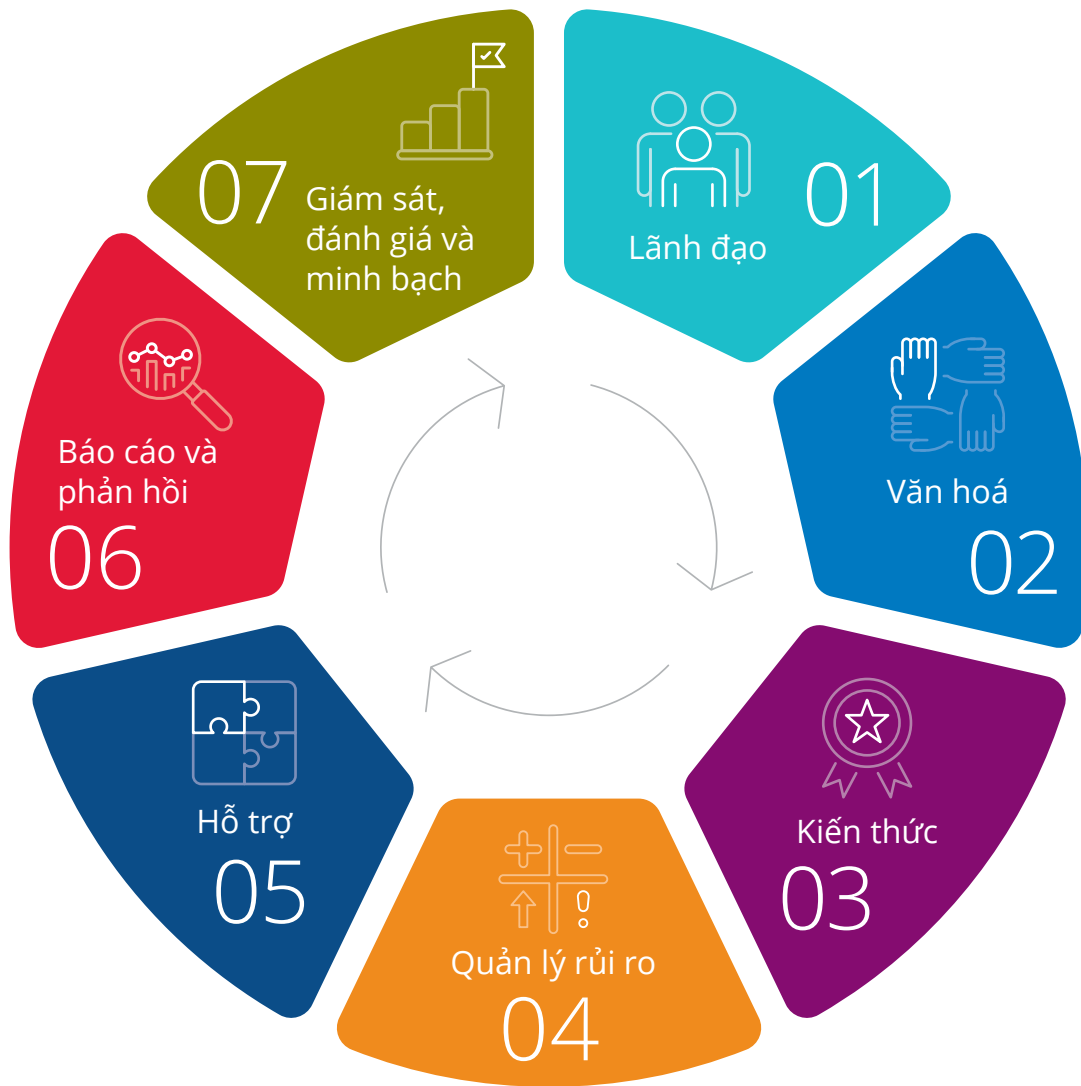 01
Lãnh đạo
Văn hoá
02
Kiến thức
03
Quản lý rủi ro
04
Hỗ trợ
05
Báo cáo và
phản hồi
06
07
Giám sát,
đánh giá và
minh bạch